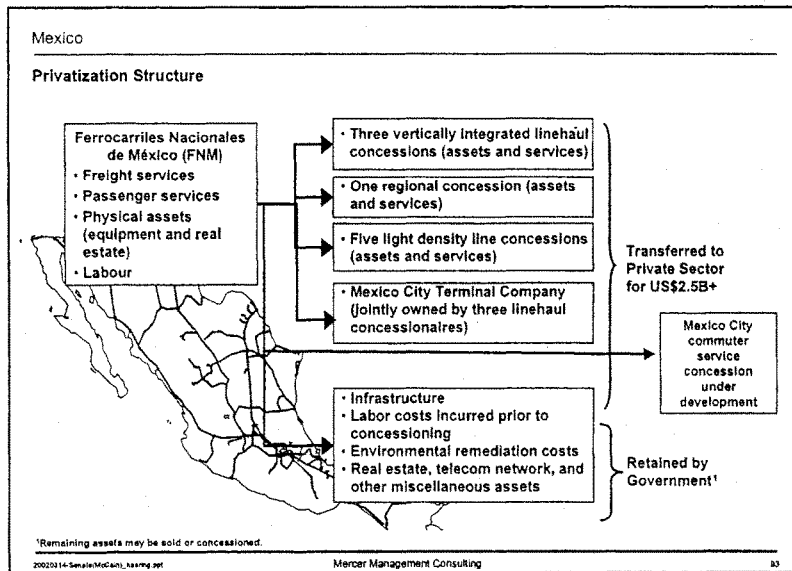 Mexico
Privatization Structure
Ferrocarriles Nacionales
de México (FNM)
· Freight services
· Passenger services
· Physical assets
(equipment and real
estate)
· Labour
· Three vertically integrated linehaul
concessions (assets and services)
· One regional concession (assets
and services)
· Five light density line concessions
(assets and services)
· Mexico City Terminal Company
(jointly owned by three linehaul
concessionaires)
Transferred to
Private Sector
for US$2.5B+
Mexico City
commuter
service
concession
under
development
· Infrastructure
· Labor costs incurred prior to
concessioning
· Environmental remediation costs
· Real estate, telecom network, and
other miscellaneous assets
Retained by
Government¹
¹Remaining assets may be sold or concessioned.
20020314-Senate(McCain)_hearing.ppt
Mercer Management Consulting